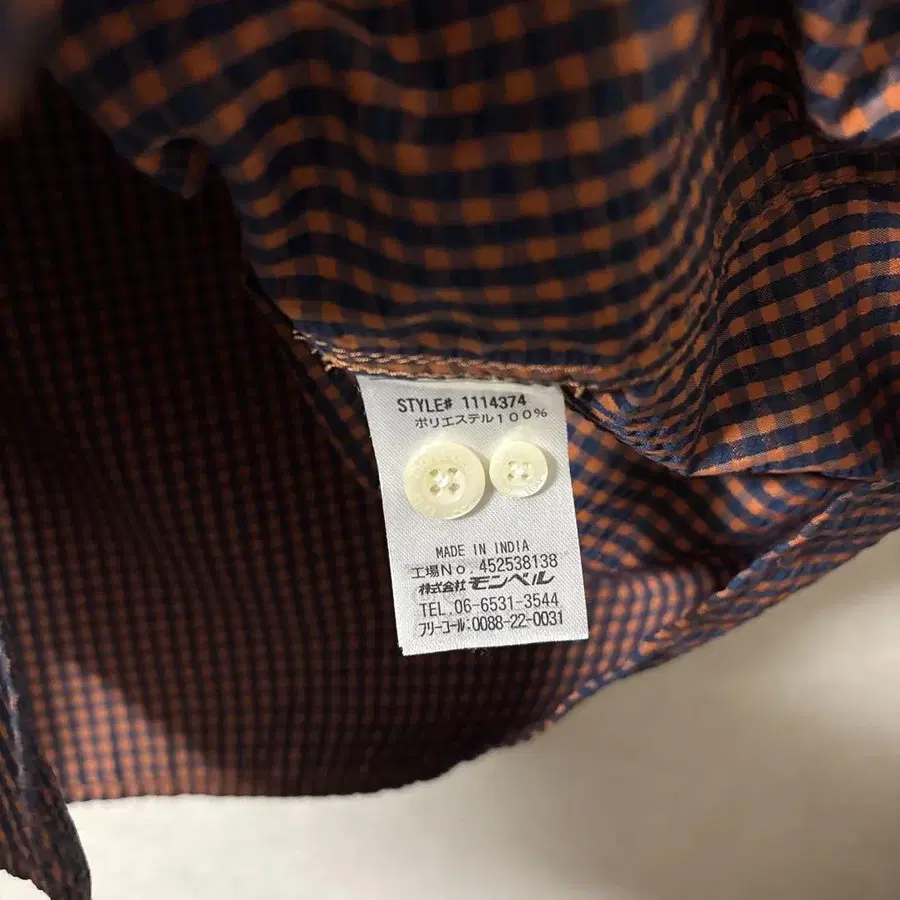 STYLE# 1114374
ポリエステル100%
MADE IN INDIA
工場No. 452538138
株式会社 モンベル
TEL.06-6531-3544
フリーコール:0088-22-0031